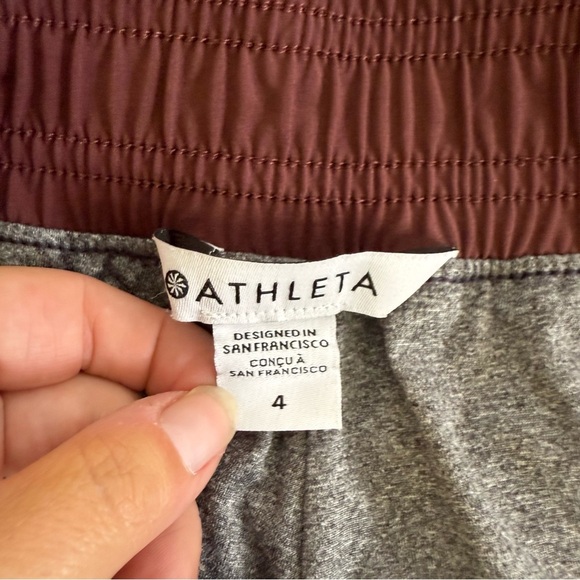 ATHLETA
DESIGNED IN
SAN FRANCISCO
CONÇU À
SAN FRANCISCO
4